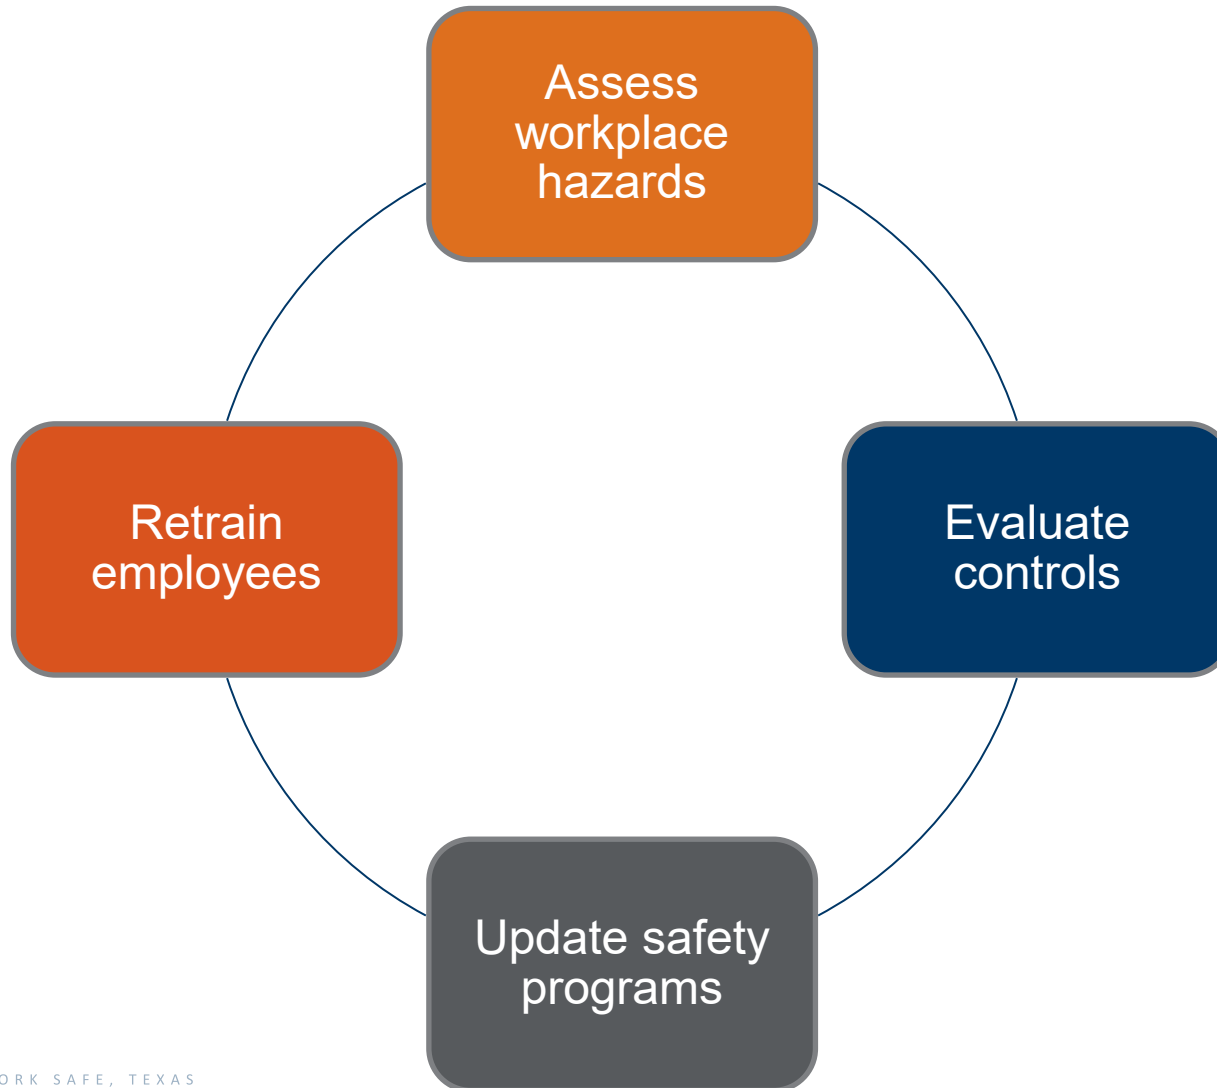 Assess
workplace
hazards
Retrain
employees
Evaluate
controls
Update safety
programs
ORK SAFE, TEXAS